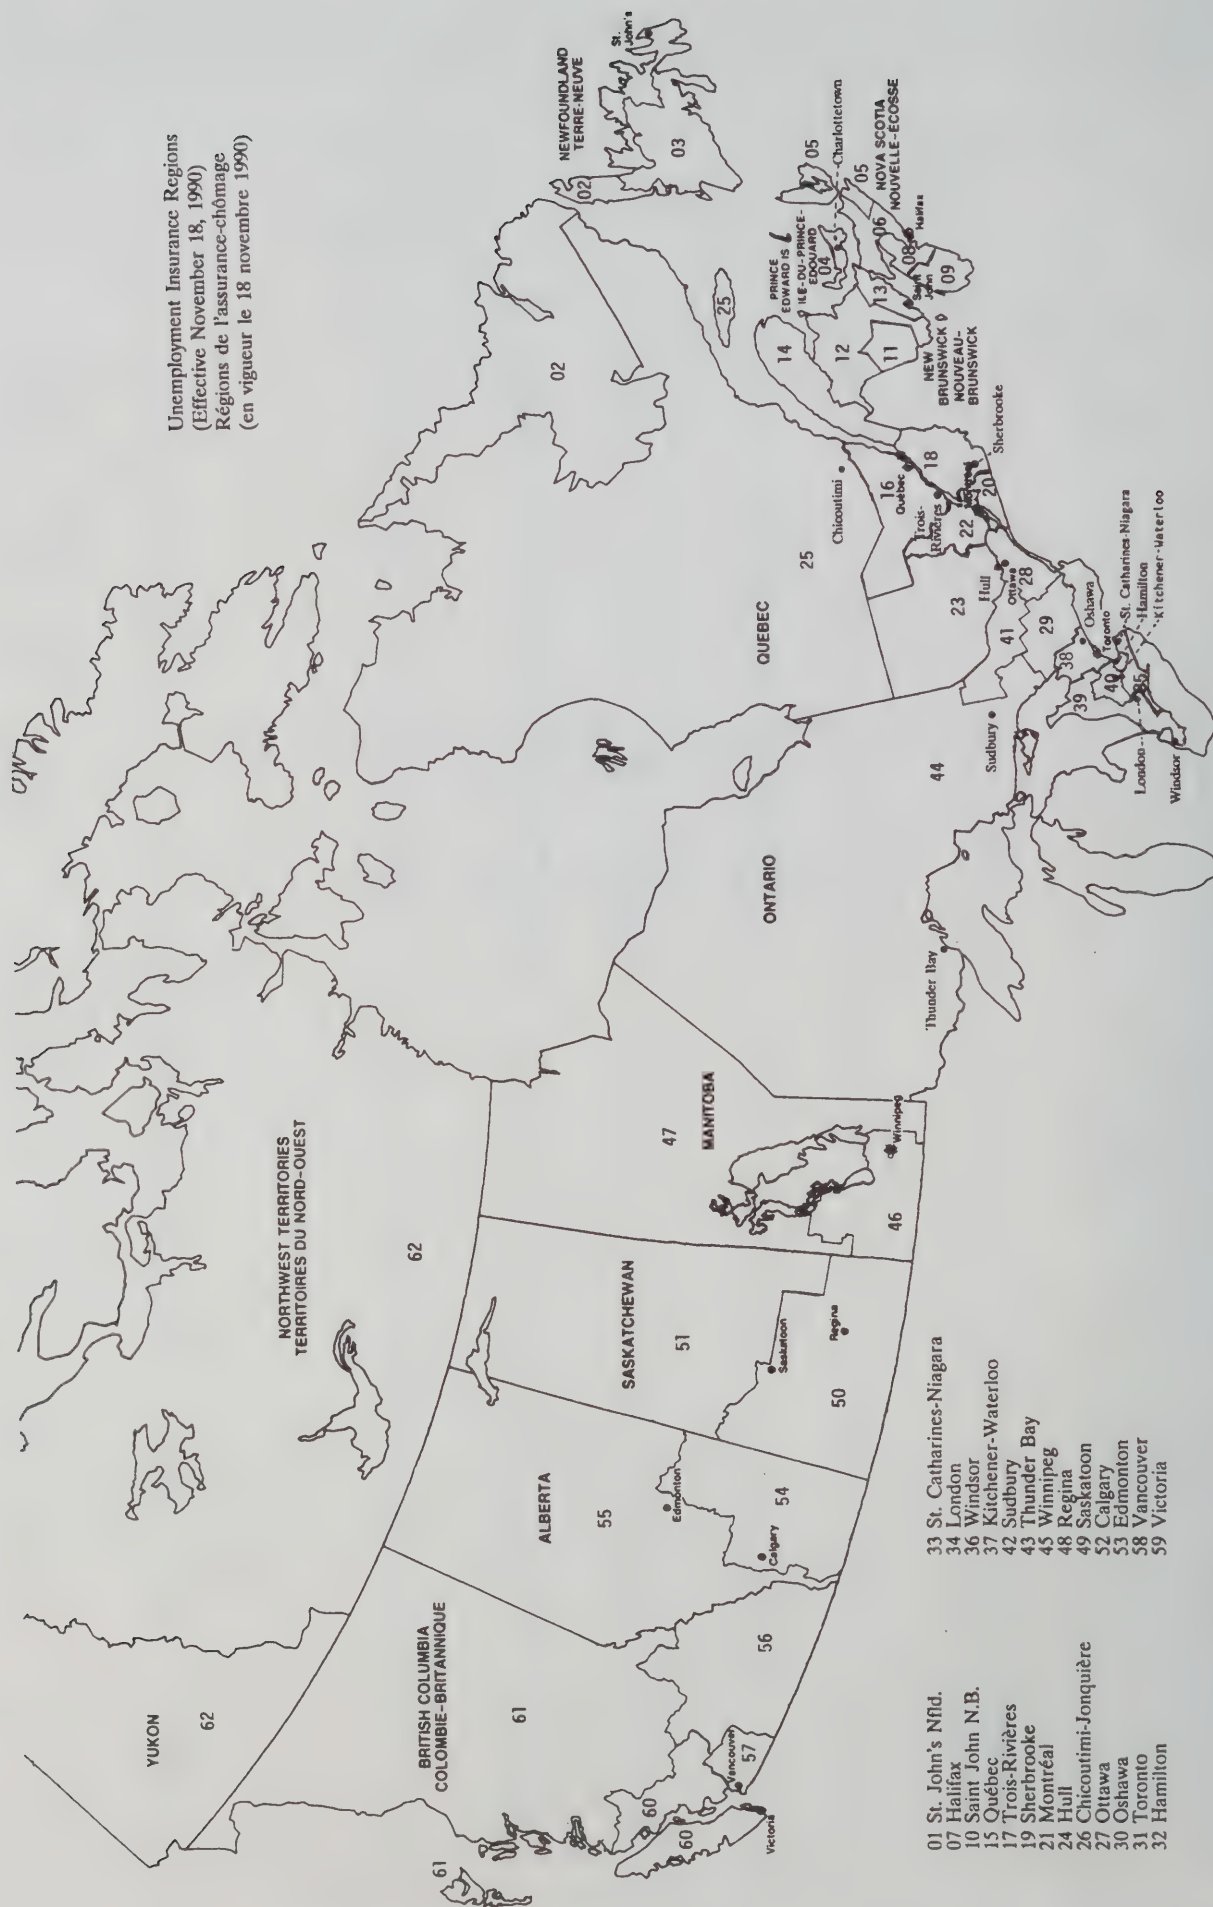 Unemployment Insurance Regions
(Effective November 18, 1990)
Régions de l'assurance-chômage
(en vigueur le 18 novembre 1990)
YUKON
62
NORTHWEST TERRITORIES
TERRITOIRES DU NORD-OUEST
62
BRITISH COLUMBIA
COLOMBIE-BRITANNIQUE
61
61
60
60
57
56
Vancouver
Victoria
ALBERTA
55
Edmonton
54
Calgary
SASKATCHEWAN
51
Saskatoon
50
Regina
47
MANITOBA
46
Winnipeg
ONTARIO
44
Thunder Bay
Sudbury
41
Ottawa
28
29
38
39
40
35
Oshawa
Toronto
St. Catharines-Niagara
Hamilton
Kitchener-Waterloo
London
Windsor
QUEBEC
25
25
Chicoutimi
16
Québec
Trois-
Rivières
18
22
20
23
Hull
Montréal
Sherbrooke
14
02
02
NEWFOUNDLAND
TERRE-NEUVE
St.
John's
03
PRINCE
EDWARD IS
ILE-DU-PRINCE-
EDOUARD
04
Charlottetown
05
05
NOVA SCOTIA
NOUVELLE-ÉCOSSE
06
Halifax
08
09
12
13
11
Saint
John
NEW
BRUNSWICK
NOUVEAU-
BRUNSWICK
01 St. John's Nfld.
07 Halifax
10 Saint John N.B.
15 Québec
17 Trois-Rivières
19 Sherbrooke
21 Montréal
24 Hull
26 Chicoutimi-Jonquière
27 Ottawa
30 Oshawa
31 Toronto
32 Hamilton
33 St. Catharines-Niagara
34 London
36 Windsor
37 Kitchener-Waterloo
42 Sudbury
43 Thunder Bay
45 Winnipeg
48 Regina
49 Saskatoon
52 Calgary
53 Edmonton
58 Vancouver
59 Victoria